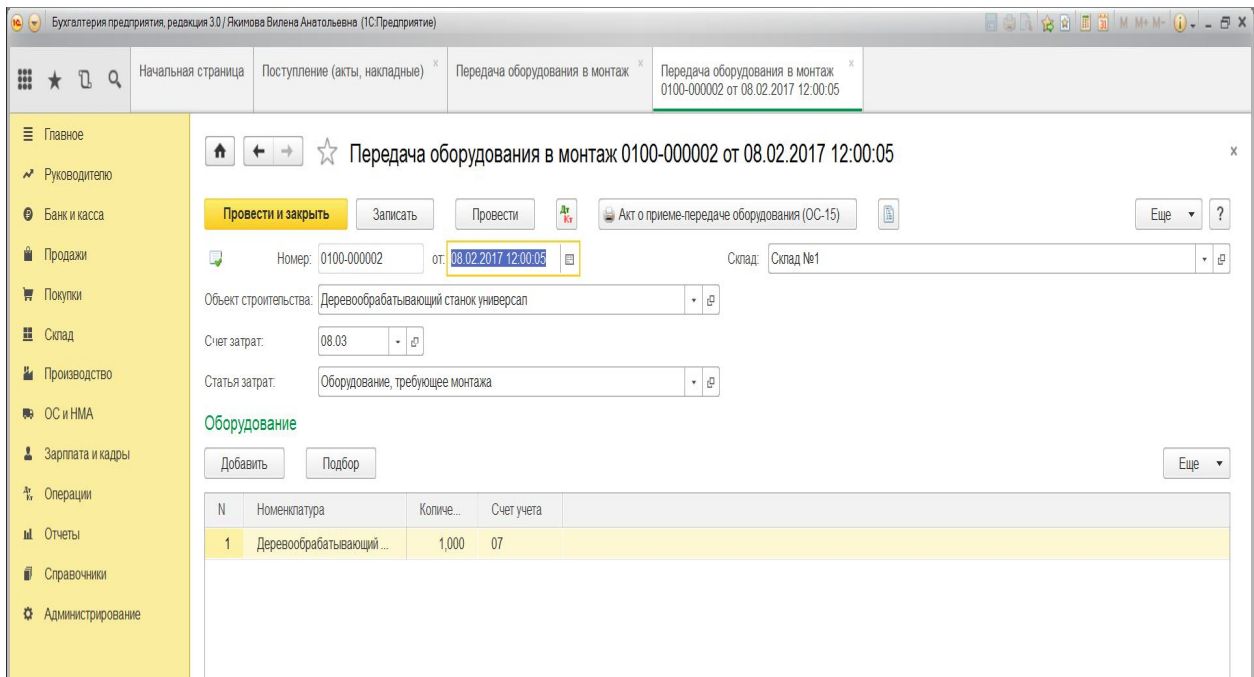 Бухгалтерия предприятия, редакция 3.0 / Якимова Вилена Анатольевна (1С:Предприятие)
M M+ M-
Начальная страница
Поступление (акты, накладные)
Передача оборудования в монтаж
Передача оборудования в монтаж
0100-000002 от 08.02.2017 12:00:05
Главное
Руководителю
Банк и касса
Продажи
Покупки
Склад
Производство
ОС и НМА
Зарплата и кадры
Операции
Отчеты
Справочники
Администрирование
Передача оборудования в монтаж 0100-000002 от 08.02.2017 12:00:05
Провести и закрыть Записать Провести Дт Кт Акт о приеме-передаче оборудования (ОС-15) Еще ?
Номер: 0100-000002 от: 08.02.2017 12:00:05 Склад: Склад №1
Объект строительства: Деревообрабатывающий станок универсал
Счет затрат: 08.03
Статья затрат: Оборудование, требующее монтажа
Оборудование
Добавить Подбор Еще
N Номенклатура Количе... Счет учета
1 Деревообрабатывающий ... 1,000 07